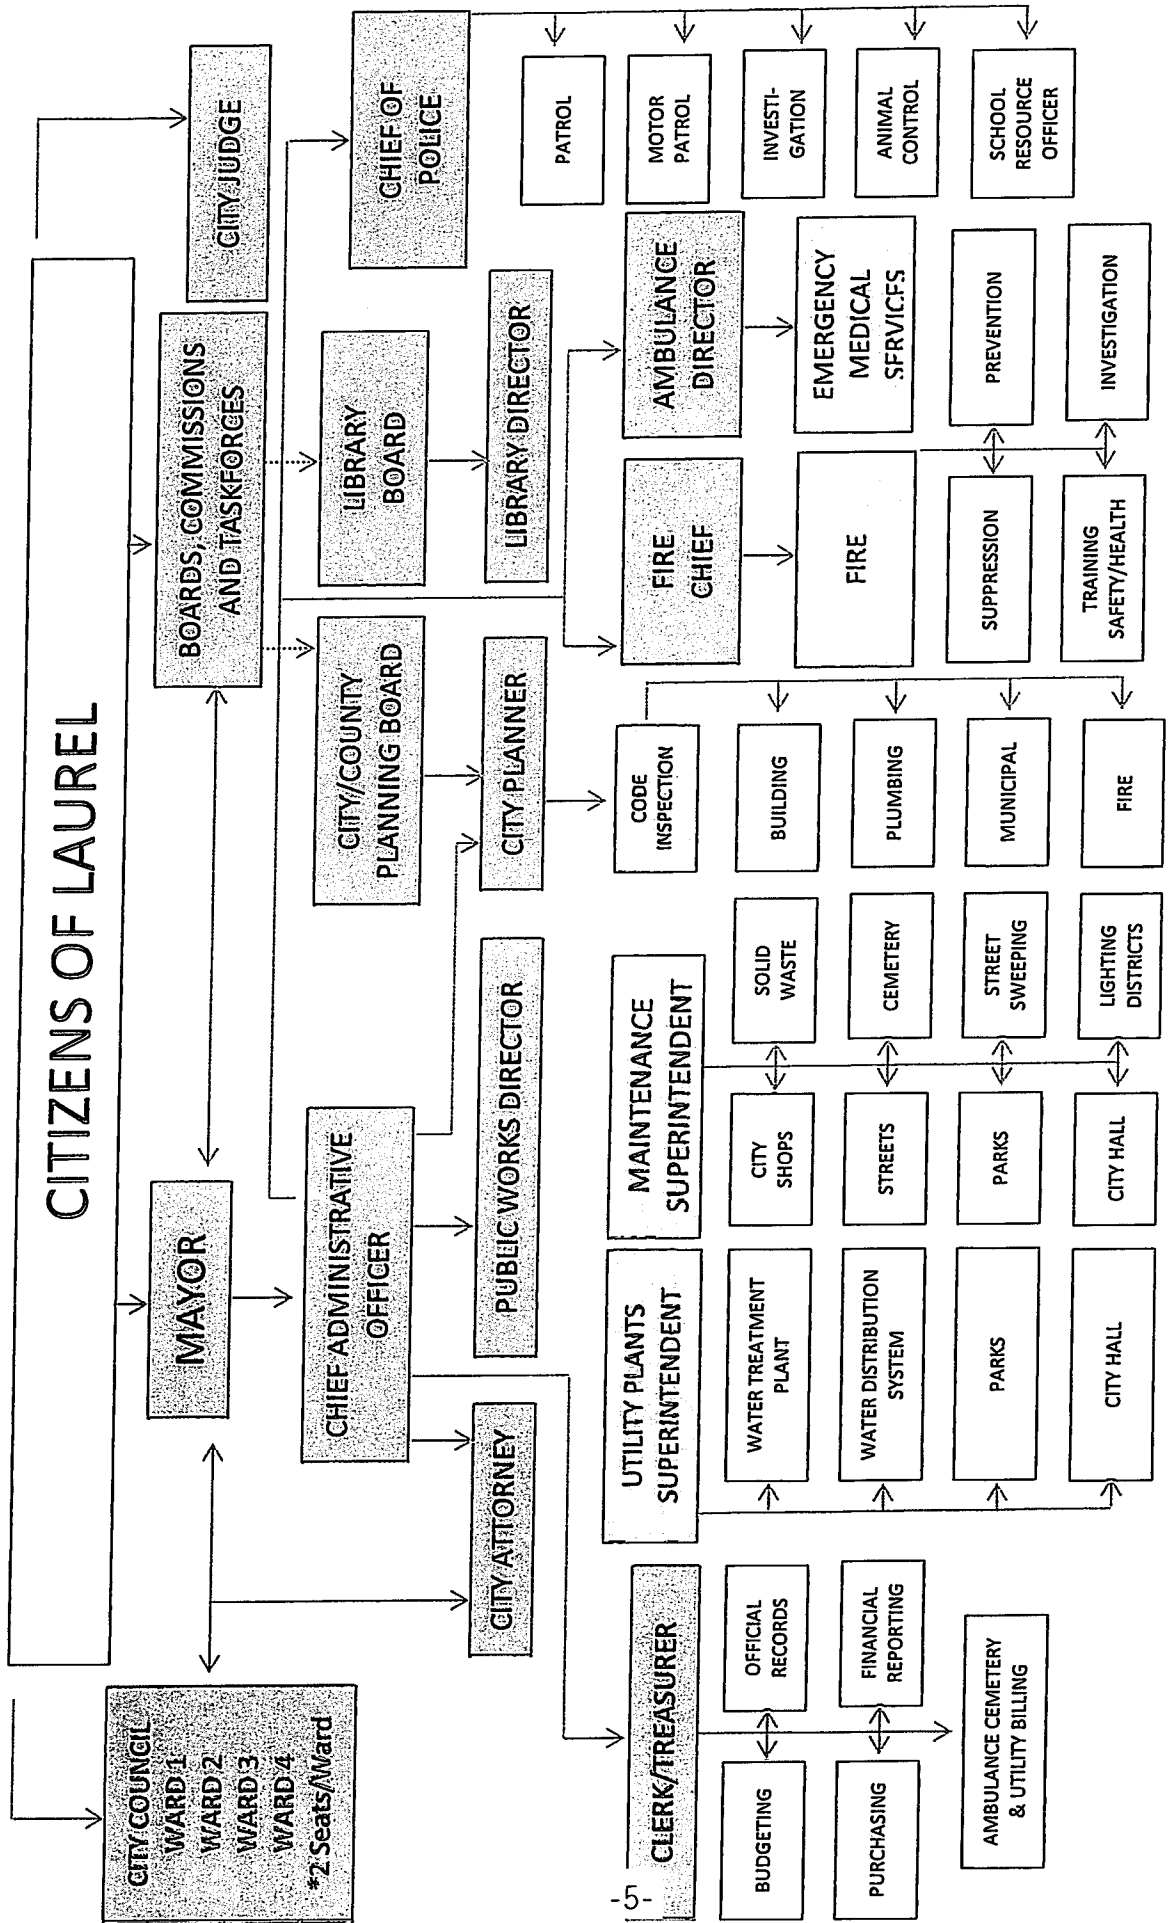 CITIZENS OF LAUREL
CITY COUNCIL
WARD 1
WARD 2
WARD 3
WARD 4
*2 Seats/Ward
MAYOR
BOARDS, COMMISSIONS
AND TASKFORCES
CITY JUDGE
CHIEF ADMINISTRATIVE
OFFICER
CITY/COUNTY
PLANNING BOARD
LIBRARY
BOARD
CHIEF OF
POLICE
CITY ATTORNEY
PUBLIC WORKS DIRECTOR
CITY PLANNER
LIBRARY DIRECTOR
CLERK/TREASURER
BUDGETING
OFFICIAL
RECORDS
PURCHASING
FINANCIAL
REPORTING
AMBULANCE CEMETERY
& UTILITY BILLING
UTILITY PLANTS
SUPERINTENDENT
WATER TREATMENT
PLANT
WATER DISTRIBUTION
SYSTEM
PARKS
CITY HALL
MAINTENANCE
SUPERINTENDENT
CITY
SHOPS
SOLID
WASTE
STREETS
CEMETERY
PARKS
STREET
SWEEPING
CITY HALL
LIGHTING
DISTRICTS
CODE
INSPECTION
BUILDING
PLUMBING
MUNICIPAL
FIRE
FIRE
CHIEF
FIRE
SUPPRESSION
PREVENTION
TRAINING
SAFETY/HEALTH
INVESTIGATION
AMBULANCE
DIRECTOR
EMERGENCY
MEDICAL
SFRVICFS
PATROL
MOTOR
PATROL
INVESTI-
GATION
ANIMAL
CONTROL
SCHOOL
RESOURCE
OFFICER
-5-